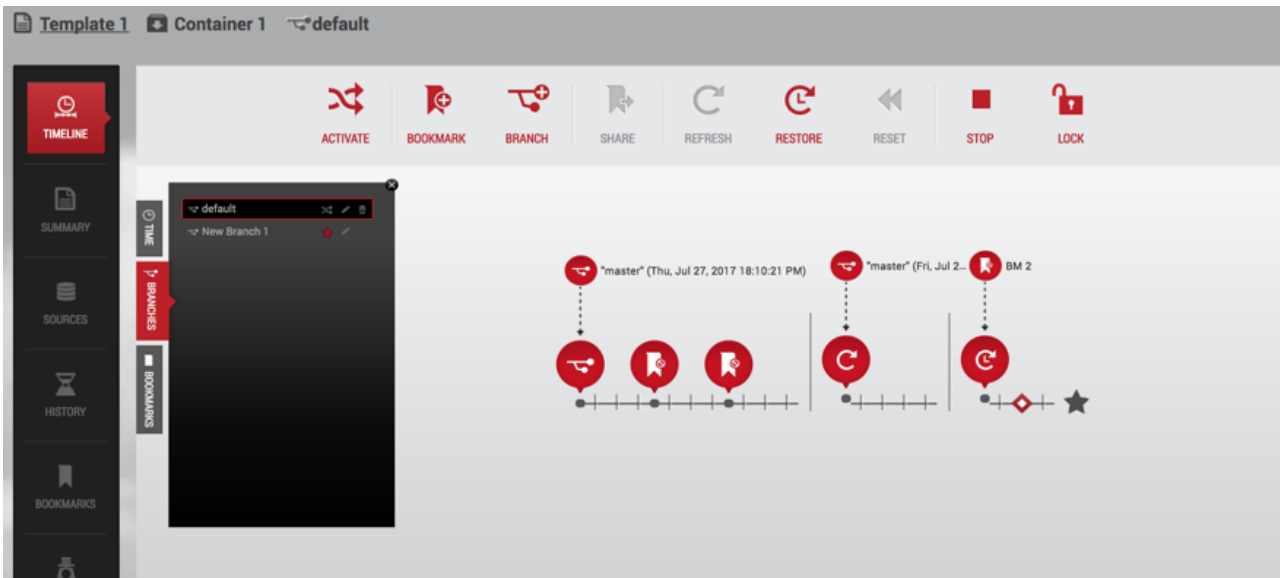 Template 1 Container 1 default
TIMELINE
SUMMARY
SOURCES
HISTORY
BOOKMARKS
ACTIVATE BOOKMARK BRANCH SHARE REFRESH RESTORE RESET STOP LOCK
TIME
BRANCHES
BOOKMARKS
default
New Branch 1
"master" (Thu, Jul 27, 2017 18:10:21 PM) "master" (Fri, Jul 2... BM 2